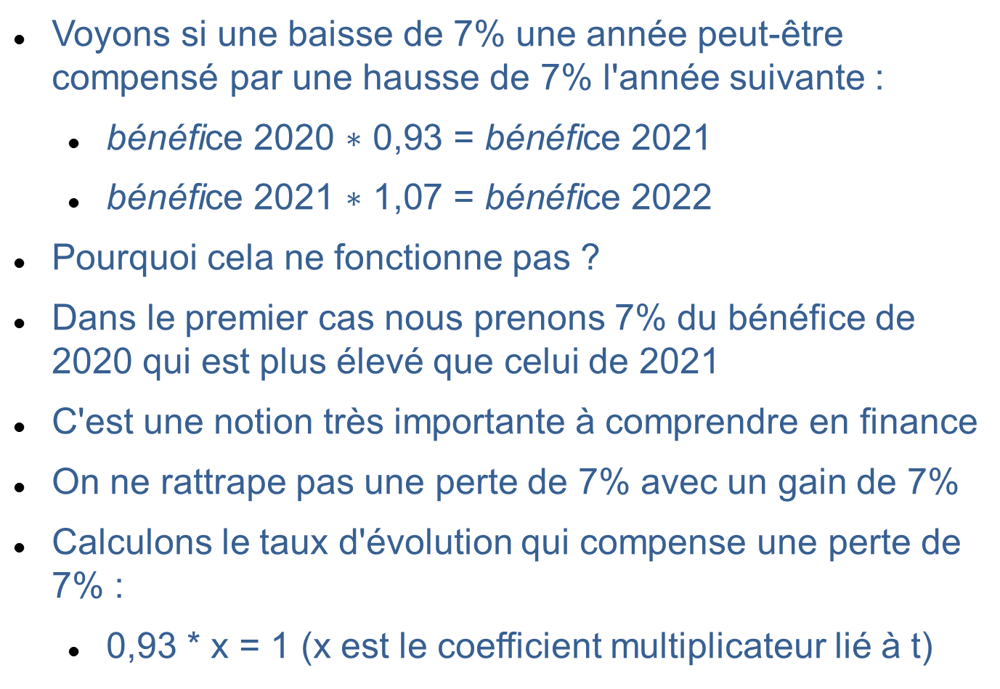 Voyons si une baisse de 7% une année peut-être
compensé par une hausse de 7% l'année suivante :
bénéfice 2020 ∗ 0,93 = bénéfice 2021
bénéfice 2021 ∗ 1,07 = bénéfice 2022
Pourquoi cela ne fonctionne pas ?
Dans le premier cas nous prenons 7% du bénéfice de
2020 qui est plus élevé que celui de 2021
C'est une notion très importante à comprendre en finance
On ne rattrape pas une perte de 7% avec un gain de 7%
Calculons le taux d'évolution qui compense une perte de
7% :
0,93 * x = 1 (x est le coefficient multiplicateur lié à t)